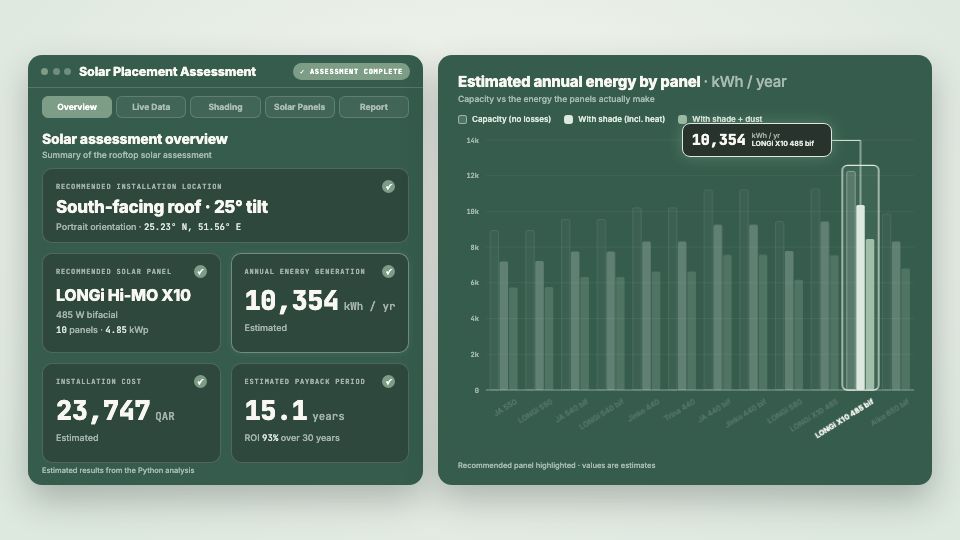 Solar Placement Assessment
✓ ASSESSMENT COMPLETE
Overview
Live Data
Shading
Solar Panels
Report
Solar assessment overview
Summary of the rooftop solar assessment
RECOMMENDED INSTALLATION LOCATION
South-facing roof · 25° tilt
Portrait orientation · 25.23° N, 51.56° E
RECOMMENDED SOLAR PANEL
LONGi Hi-MO X10
485 W bifacial
10 panels · 4.85 kWp
ANNUAL ENERGY GENERATION
10,354 kWh / yr
Estimated
INSTALLATION COST
23,747 QAR
Estimated
ESTIMATED PAYBACK PERIOD
15.1 years
ROI 93% over 30 years
Estimated results from the Python analysis
Estimated annual energy by panel · kWh / year
Capacity vs the energy the panels actually make
Capacity (no losses)
With shade (incl. heat)
With shade + dust
10,354 kWh / yr
LONGi X10 485 bif
14k
12k
10k
8k
6k
4k
2k
0
JA 550
LONGi 550
JA 540 bif
LONGi 540 bif
Jinko 440
Trina 440
JA 440 bif
Jinko 440 bif
LONGi X10 485
LONGi X10 485 bif
Recommended panel highlighted · values are estimates